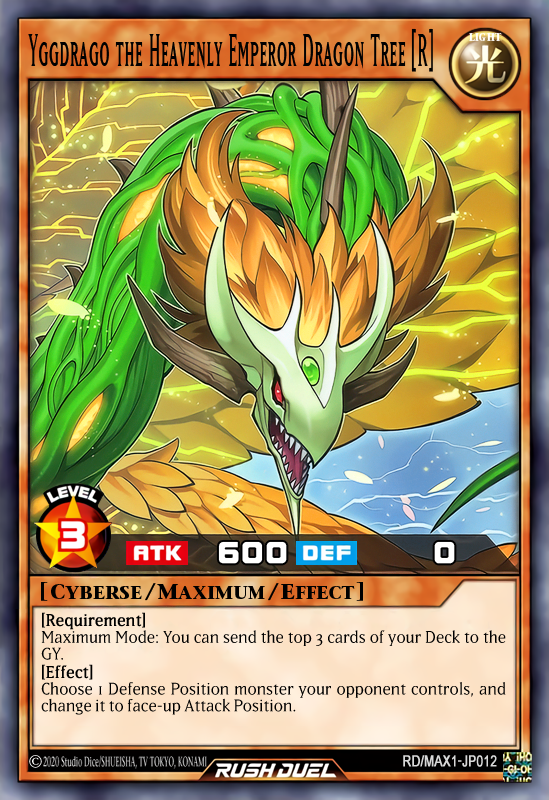 Yggdrago the Heavenly Emperor Dragon Tree [R]
LIGHT
光
LEVEL
3
ATK 600 DEF 0
[Cyberse/Maximum/Effect]
[Requirement]
Maximum Mode: You can send the top 3 cards of your Deck to the
GY.
[Effect]
Choose 1 Defense Position monster your opponent controls, and
change it to face-up Attack Position.
©2020 Studio Dice/SHUEISHA, TV TOKYO, KONAMI
RUSH DUEL
RD/MAX1-JP012